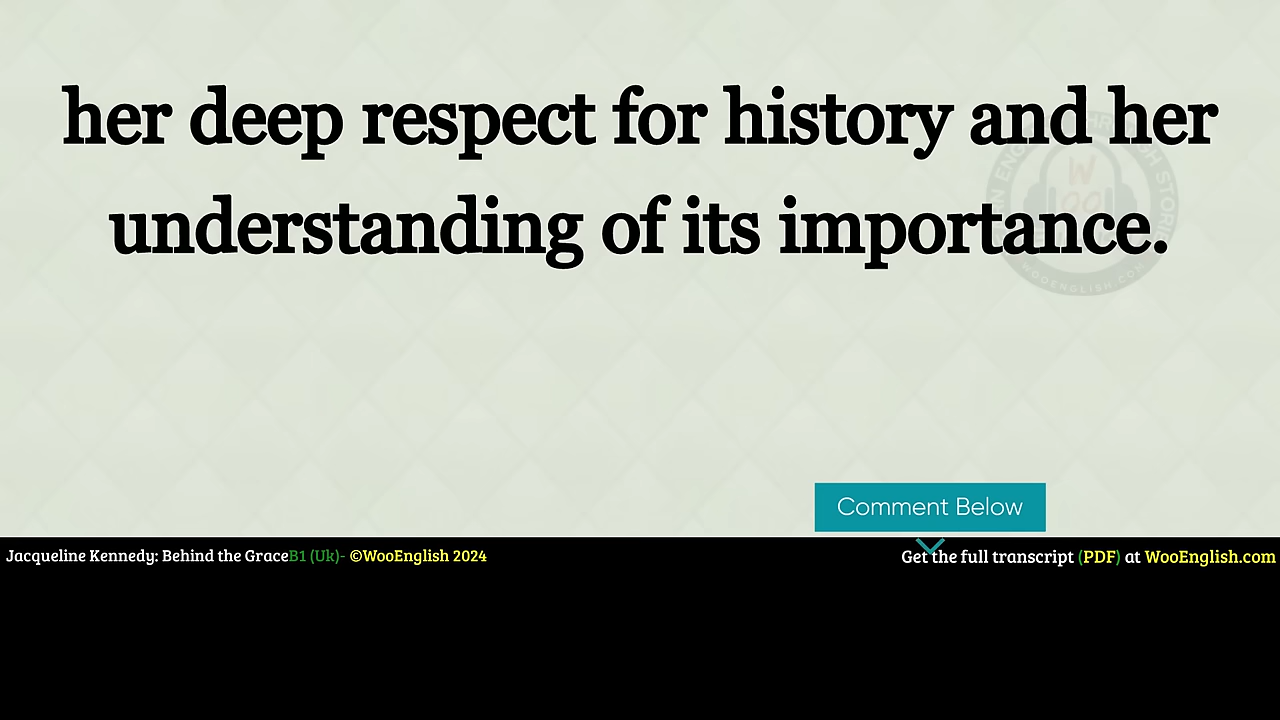 her deep respect for history and her
understanding of its importance.
Comment Below
Jacqueline Kennedy: Behind the GraceB1 (Uk)- ©WooEnglish 2024
Get the full transcript (PDF) at WooEnglish.com